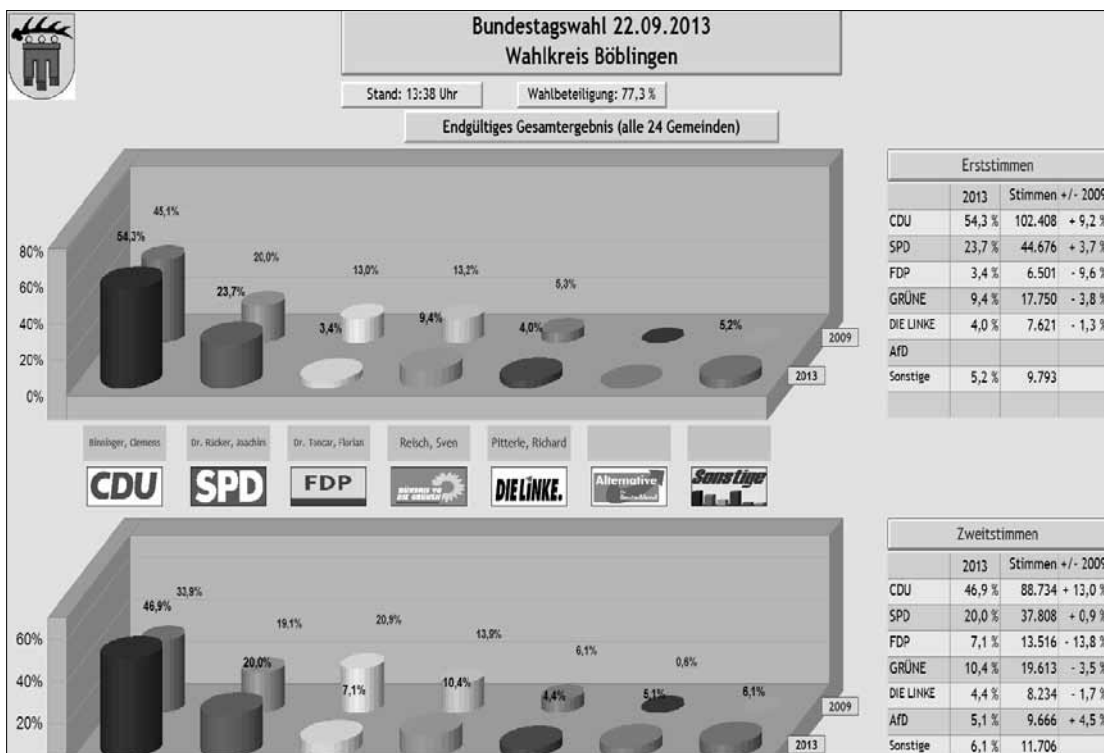 Bundestagswahl 22.09.2013
Wahlkreis Böblingen
Stand: 13:38 Uhr
Wahlbeteiligung: 77,3 %
Endgültiges Gesamtergebnis (alle 24 Gemeinden)
80%
60%
40%
20%
0%
54,3%
45,1%
23,7%
20,0%
3,4%
13,0%
9,4%
13,2%
4,0%
5,3%
5,2%
2009
2013
Binninger, Clemens
Dr. Rücker, Joachim
Dr. Toncar, Florian
Reisch, Sven
Pitterle, Richard
CDU
SPD
FDP
BÜNDNIS 90
DIE GRÜNEN
DIE LINKE.
Alternative
für
Deutschland
Sonstige
Erststimmen
2013 Stimmen +/- 2009
CDU 54,3 % 102.408 + 9,2 %
SPD 23,7 % 44.676 + 3,7 %
FDP 3,4 % 6.501 - 9,6 %
GRÜNE 9,4 % 17.750 - 3,8 %
DIE LINKE 4,0 % 7.621 - 1,3 %
AfD
Sonstige 5,2 % 9.793
60%
40%
20%
46,9%
33,9%
20,0%
19,1%
7,1%
20,9%
10,4%
13,9%
4,4%
6,1%
5,1%
0,6%
6,1%
2009
2013
Zweitstimmen
2013 Stimmen +/- 2009
CDU 46,9 % 88.734 + 13,0 %
SPD 20,0 % 37.808 + 0,9 %
FDP 7,1 % 13.516 - 13,8 %
GRÜNE 10,4 % 19.613 - 3,5 %
DIE LINKE 4,4 % 8.234 - 1,7 %
AfD 5,1 % 9.666 + 4,5 %
Sonstige 6,1 % 11.706